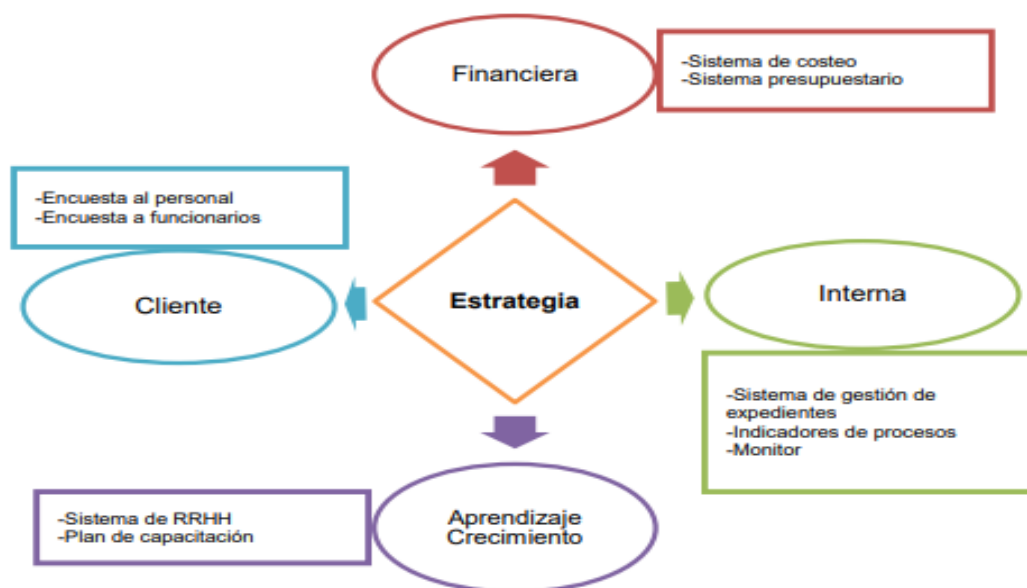 Financiera
-Sistema de costeo
-Sistema presupuestario
-Encuesta al personal
-Encuesta a funcionarios
Cliente
Estrategia
Interna
-Sistema de gestión de
expedientes
-Indicadores de procesos
-Monitor
-Sistema de RRHH
-Plan de capacitación
Aprendizaje
Crecimiento